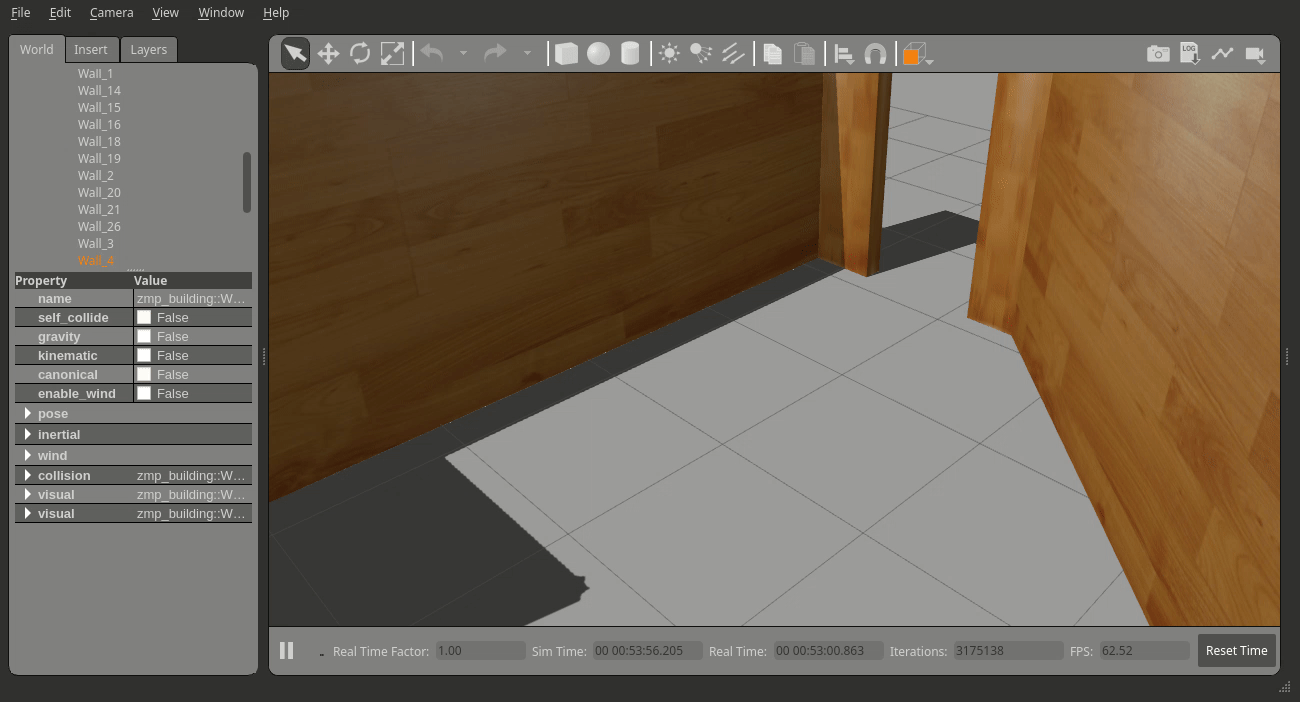 File Edit Camera View Window Help
World Insert Layers
LOG
Wall_1
Wall_14
Wall_15
Wall_16
Wall_18
Wall_19
Wall_2
Wall_20
Wall_21
Wall_26
Wall_3
Wall_4
Property Value
name zmp_building::W...
self_collide False
gravity False
kinematic False
canonical False
enable_wind False
pose
inertial
wind
collision zmp_building::W...
visual zmp_building::W...
visual zmp_building::W...
Real Time Factor: 1.00 Sim Time: 00 00:53:56.205 Real Time: 00 00:53:00.863 Iterations: 3175138 FPS: 62.52 Reset Time